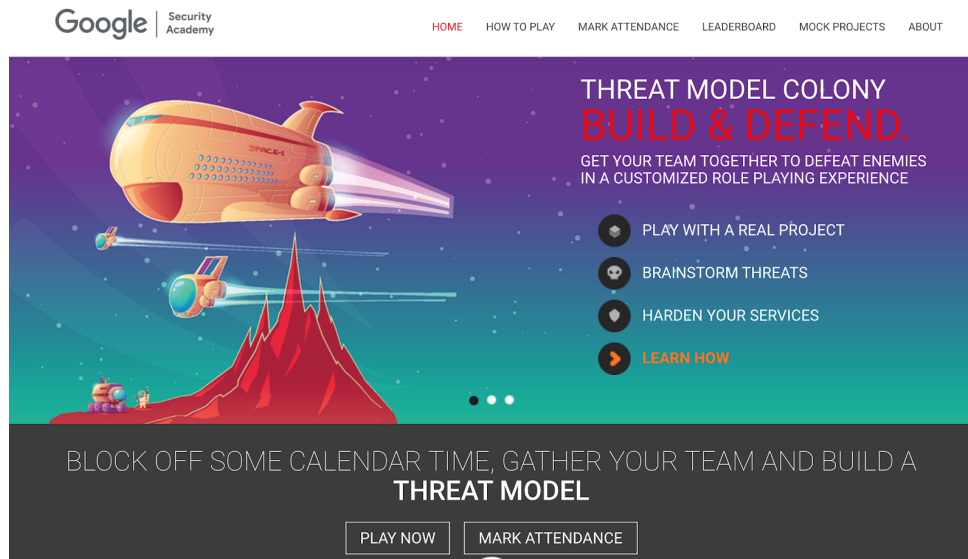 Google
Security
Academy
HOME HOW TO PLAY MARK ATTENDANCE LEADERBOARD MOCK PROJECTS ABOUT
SPACE-1
THREAT MODEL COLONY
BUILD & DEFEND.
GET YOUR TEAM TOGETHER TO DEFEAT ENEMIES
IN A CUSTOMIZED ROLE PLAYING EXPERIENCE
PLAY WITH A REAL PROJECT
BRAINSTORM THREATS
HARDEN YOUR SERVICES
LEARN HOW
BLOCK OFF SOME CALENDAR TIME, GATHER YOUR TEAM AND BUILD A
THREAT MODEL
PLAY NOW MARK ATTENDANCE